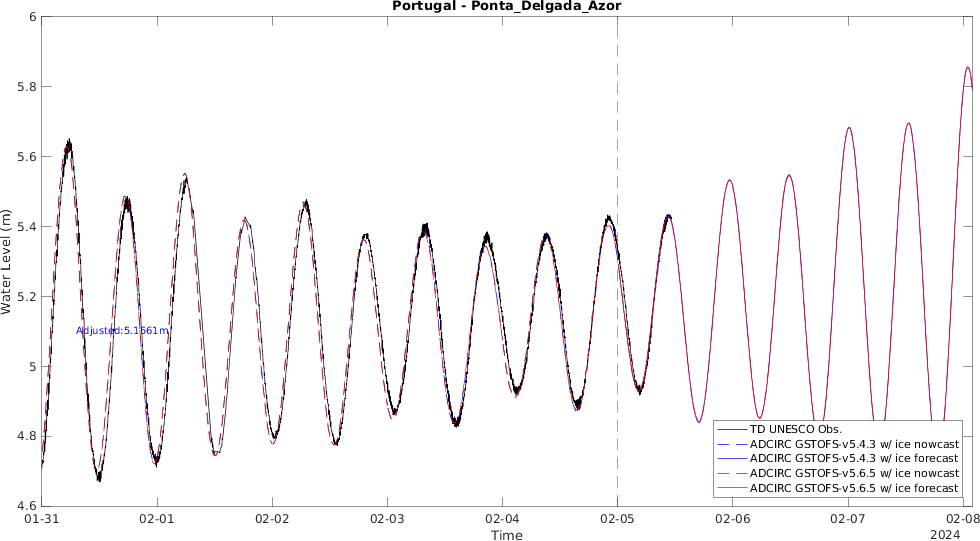 Portugal - Ponta_Delgada_Azor
6
5.8
5.6
5.4
5.2
5
4.8
4.6
Water Level (m)
Adjusted:5.1561m
TD UNESCO Obs.
ADCIRC GSTOFS-v5.4.3 w/ ice nowcast
ADCIRC GSTOFS-v5.4.3 w/ ice forecast
ADCIRC GSTOFS-v5.6.5 w/ ice nowcast
ADCIRC GSTOFS-v5.6.5 w/ ice forecast
01-31 02-01 02-02 02-03 02-04 02-05 02-06 02-07 02-08
Time 2024